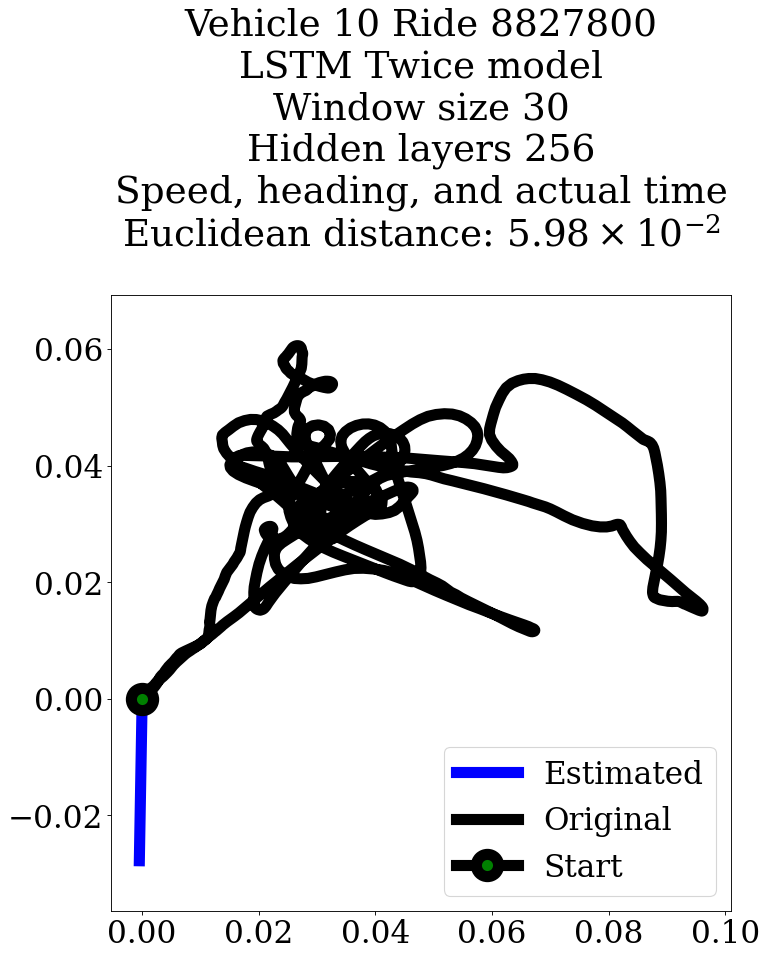 Vehicle 10 Ride 8827800
LSTM Twice model
Window size 30
Hidden layers 256
Speed, heading, and actual time
Euclidean distance: 5.98 × 10⁻²
0.06
0.04
0.02
0.00
−0.02
Estimated
Original
Start
0.00 0.02 0.04 0.06 0.08 0.10